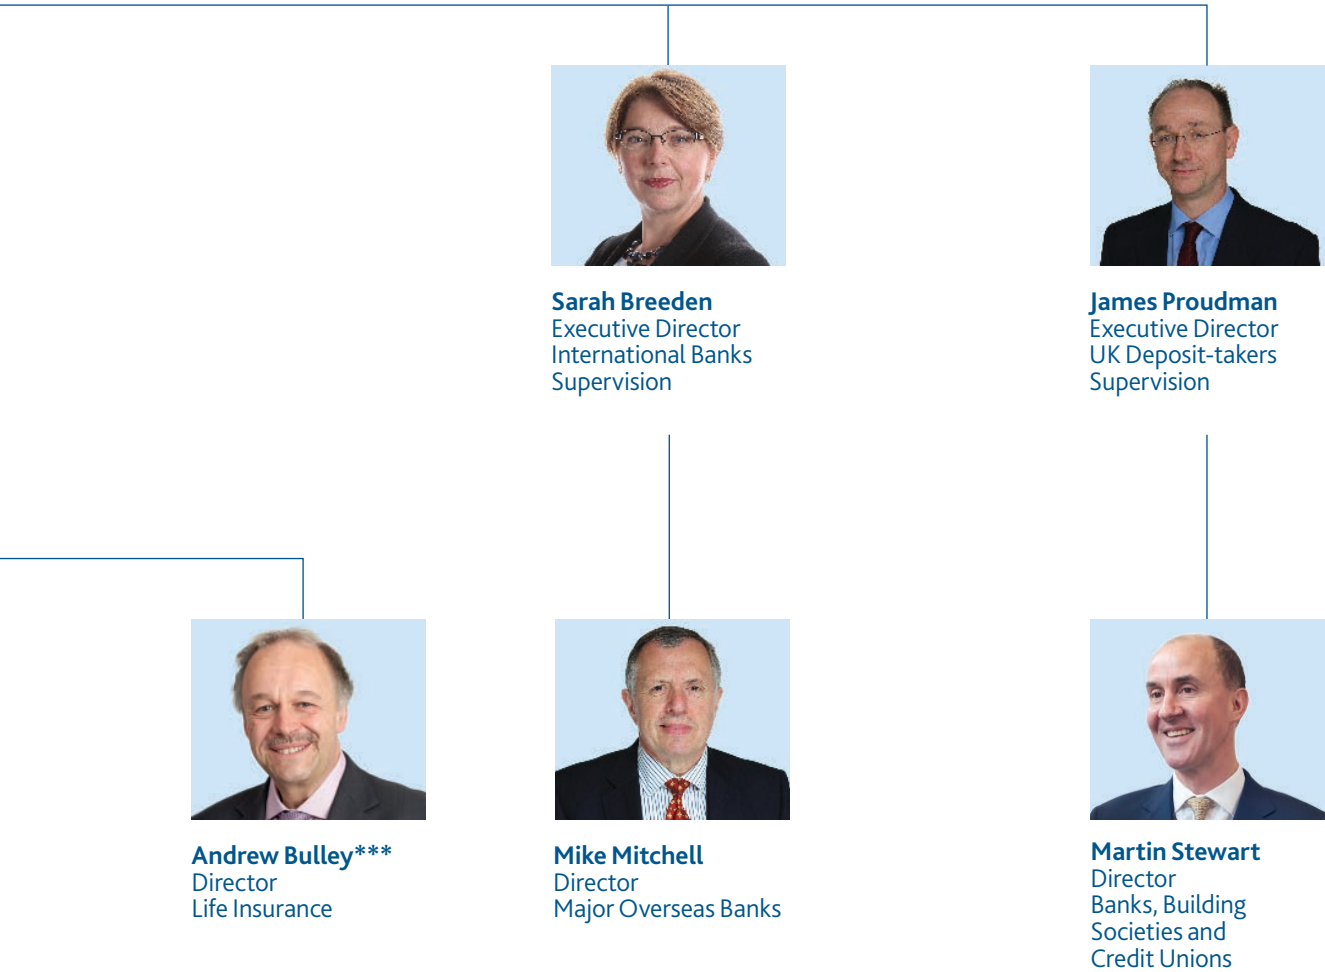 Sarah Breeden
Executive Director
International Banks
Supervision
James Proudman
Executive Director
UK Deposit-takers
Supervision
Andrew Bulley***
Director
Life Insurance
Mike Mitchell
Director
Major Overseas Banks
Martin Stewart
Director
Banks, Building
Societies and
Credit Unions